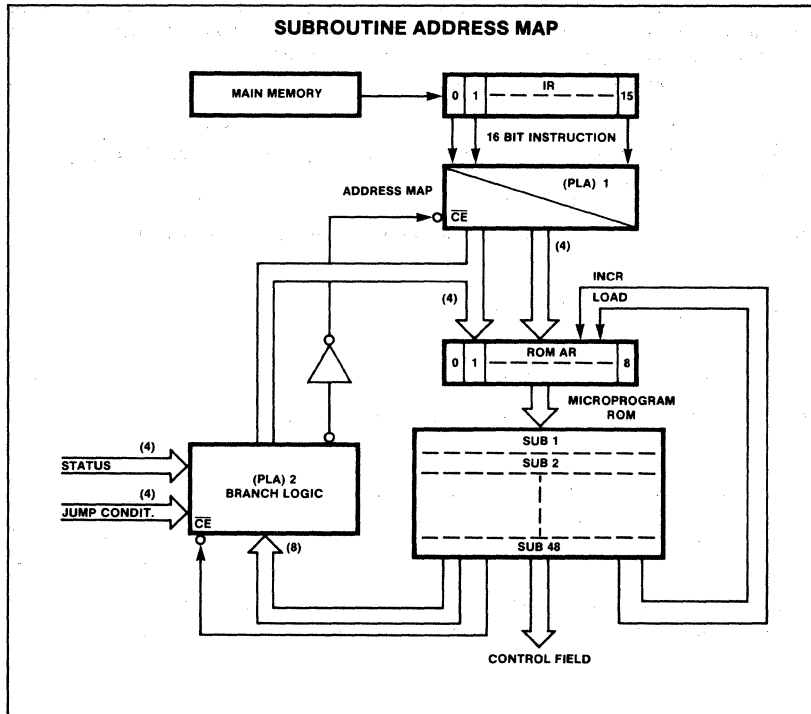 SUBROUTINE ADDRESS MAP
MAIN MEMORY
IR
0 1 15
16 BIT INSTRUCTION
ADDRESS MAP
(PLA) 1
CE
(4)
(4)
INCR
LOAD
ROM AR
0 1 8
MICROPROGRAM
ROM
SUB 1
SUB 2
SUB 48
(4)
STATUS
(4)
JUMP CONDIT.
(PLA) 2
BRANCH LOGIC
CE
(8)
CONTROL FIELD